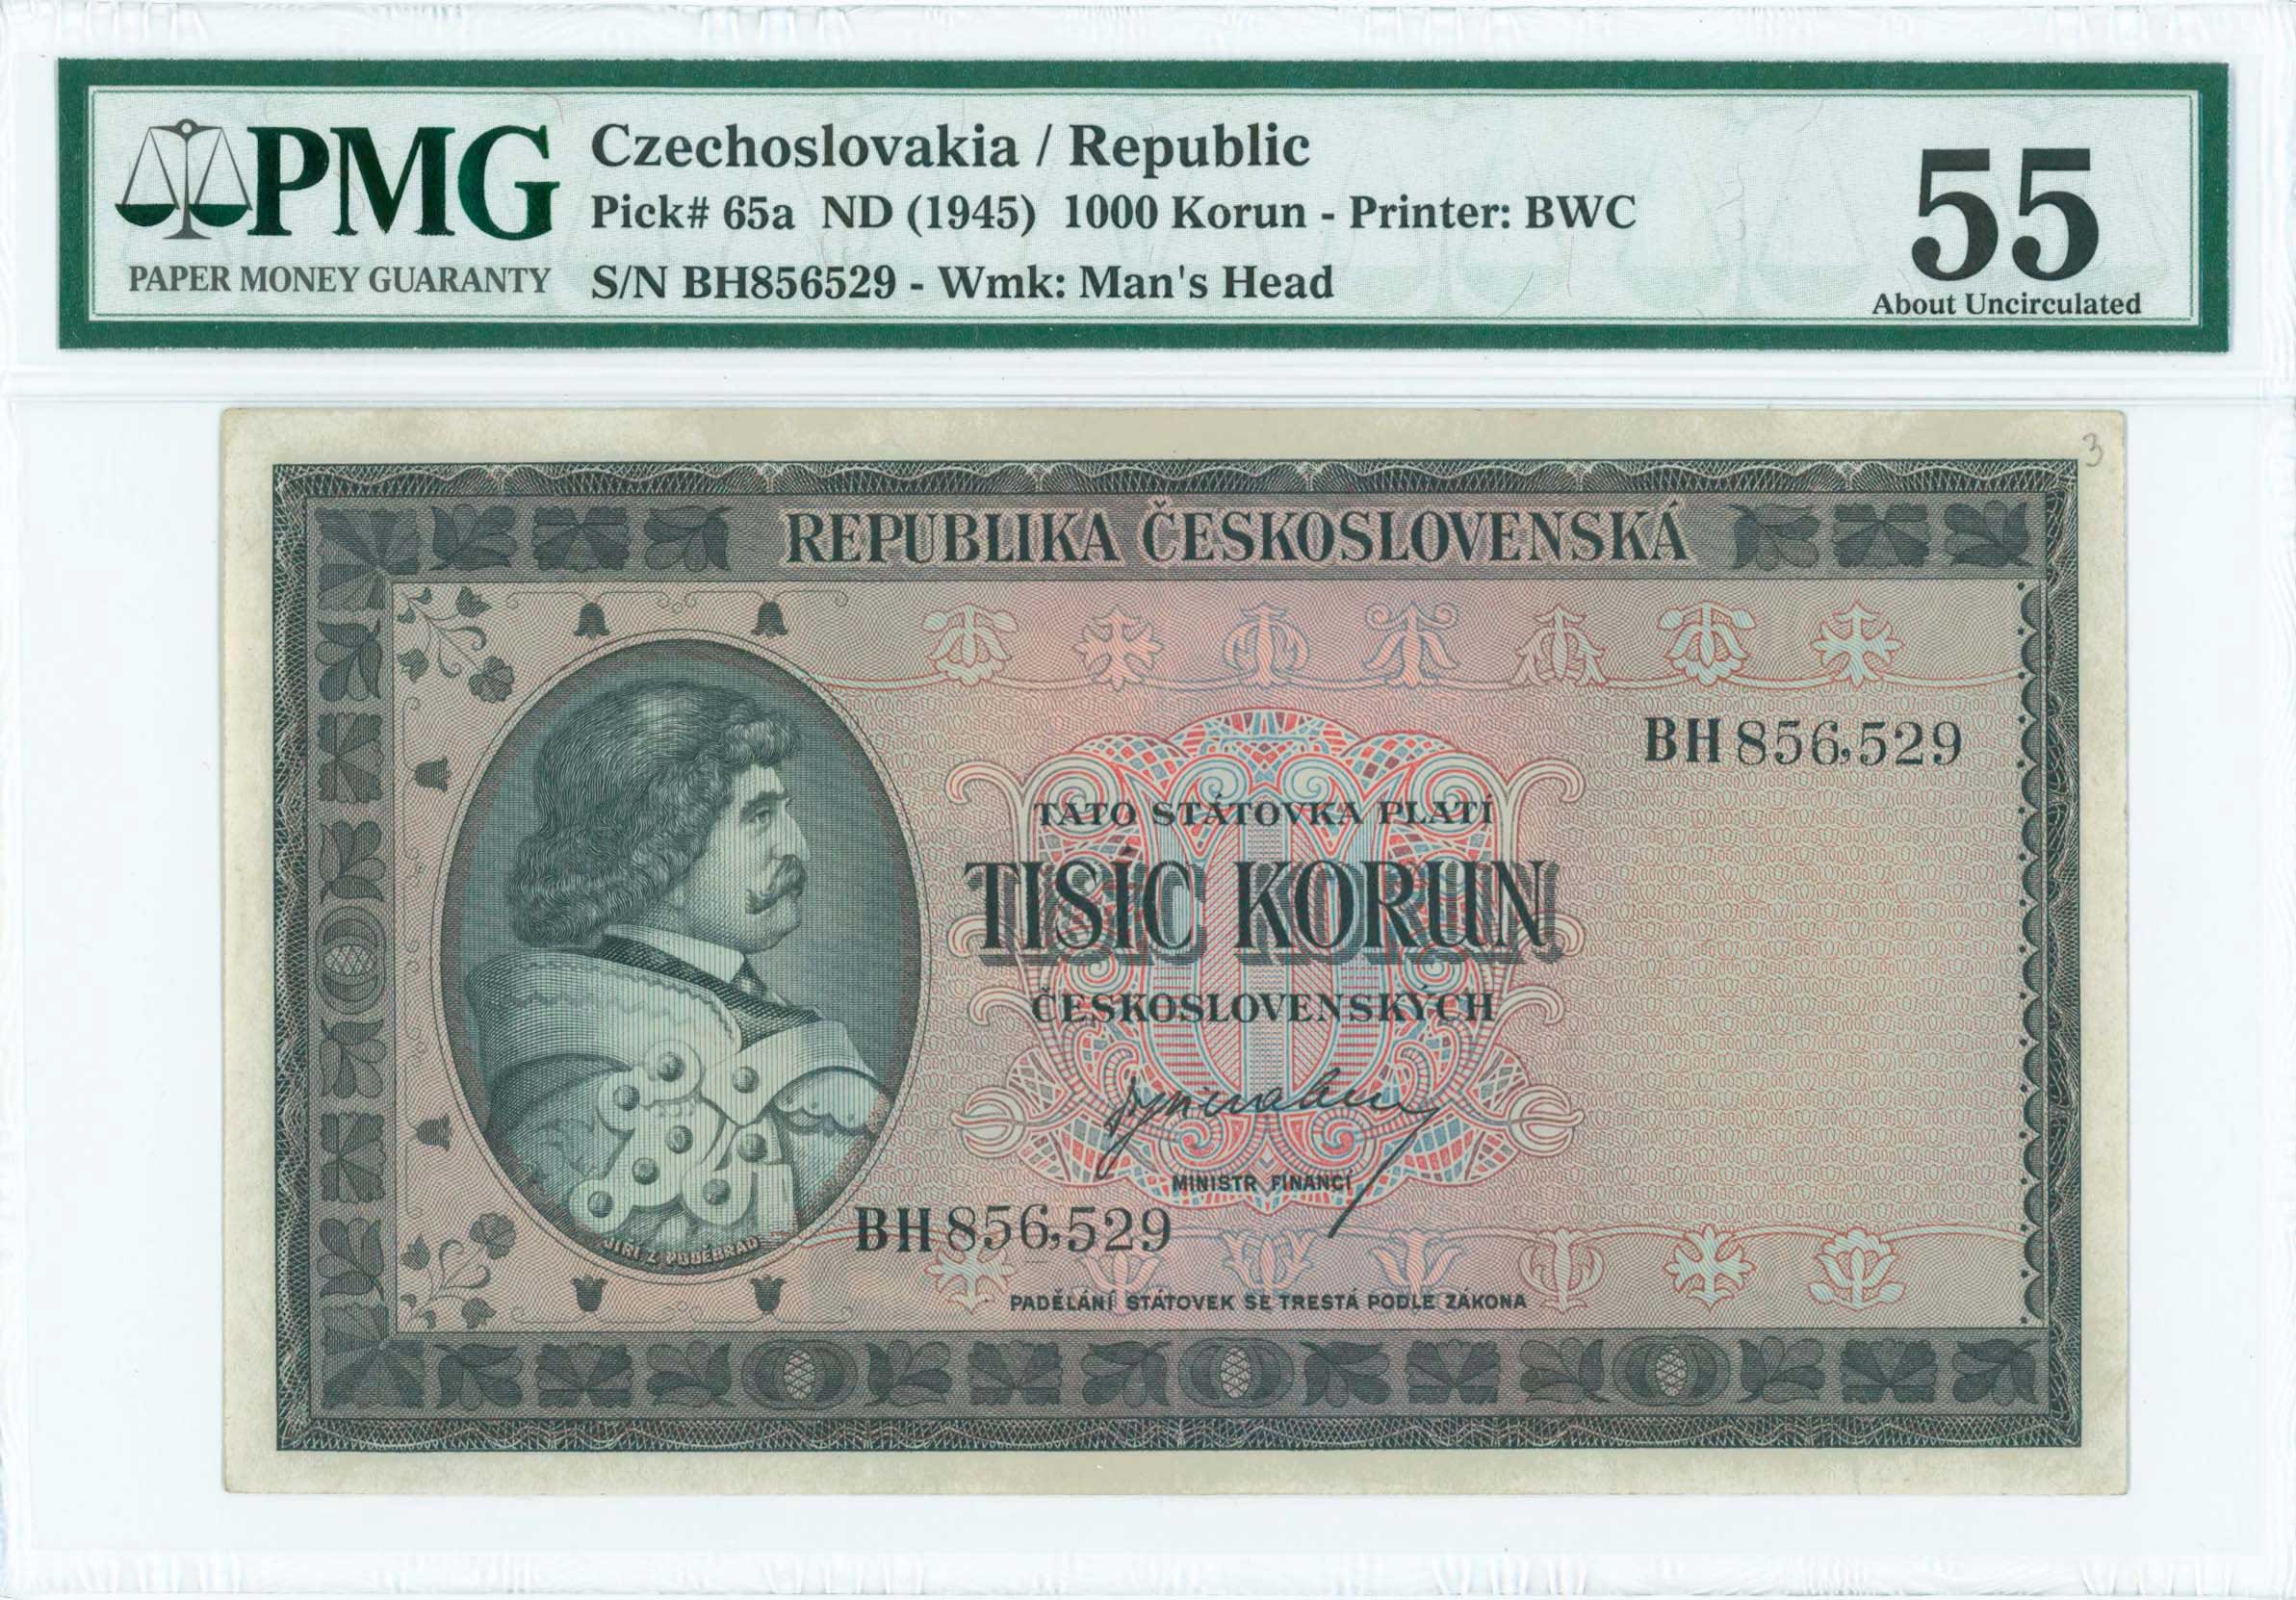 PMG
PAPER MONEY GUARANTY
Czechoslovakia / Republic
Pick# 65a ND (1945) 1000 Korun - Printer: BWC
S/N BH856529 - Wmk: Man's Head
55
About Uncirculated
3
REPUBLIKA ČESKOSLOVENSKÁ
BH 856,529
TATO STÁTOVKA PLATÍ
TISÍC KORUN
ČESKOSLOVENSKÝCH
MINISTR FINANCÍ
BH 856,529
JIŘÍ Z PODĚBRAD
PADĚLÁNÍ STÁTOVEK SE TRESTÁ PODLE ZÁKONA